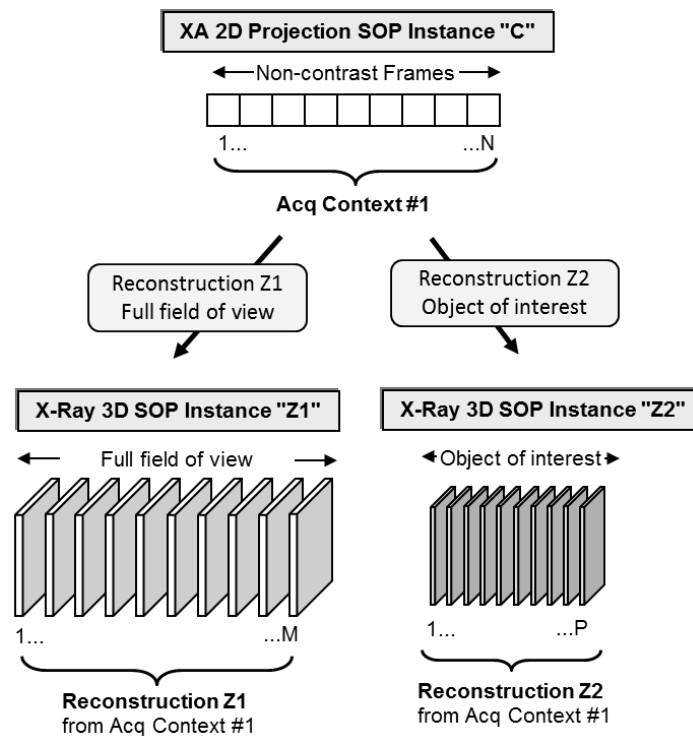 XA 2D Projection SOP Instance "C"
Non-contrast Frames
1... ...N
Acq Context #1
Reconstruction Z1
Full field of view
Reconstruction Z2
Object of interest
X-Ray 3D SOP Instance "Z1"
Full field of view
1... ...M
Reconstruction Z1
from Acq Context #1
X-Ray 3D SOP Instance "Z2"
Object of interest
1... ...P
Reconstruction Z2
from Acq Context #1